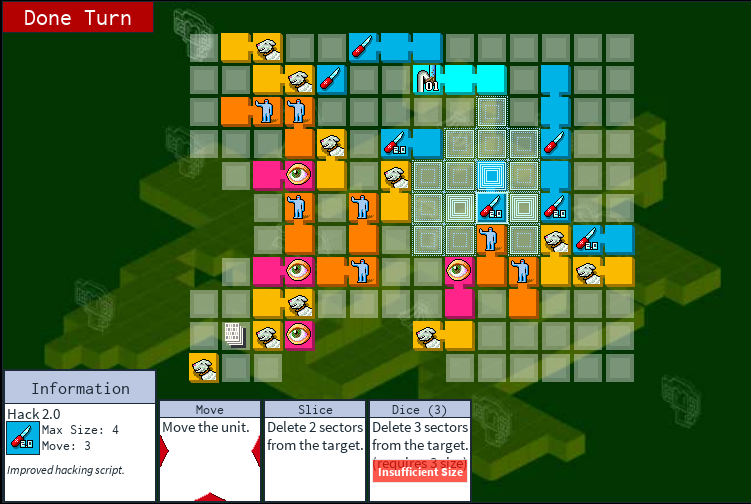 Done Turn
01
2.0
2.0
2.0
2.0
Information
Hack 2.0
2.0
Max Size: 4
Move: 3
Improved hacking script.
Move
Move the unit.
Slice
Delete 2 sectors
from the target.
Dice (3)
Delete 3 sectors
from the target.
(requires 3 size)
Insufficient Size